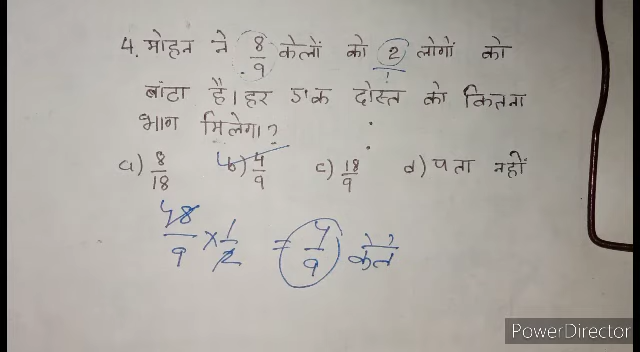 4. मोहन ने 8/9 केलों को 2/1 लोगों को
बांटा है। हर एक दोस्त को कितना
भाग मिलेगा?
a) 8/18 b) 4/9 c) 18/9 d) पता नहीं
48/9 × 1/2 = 4/9 केले
PowerDirector